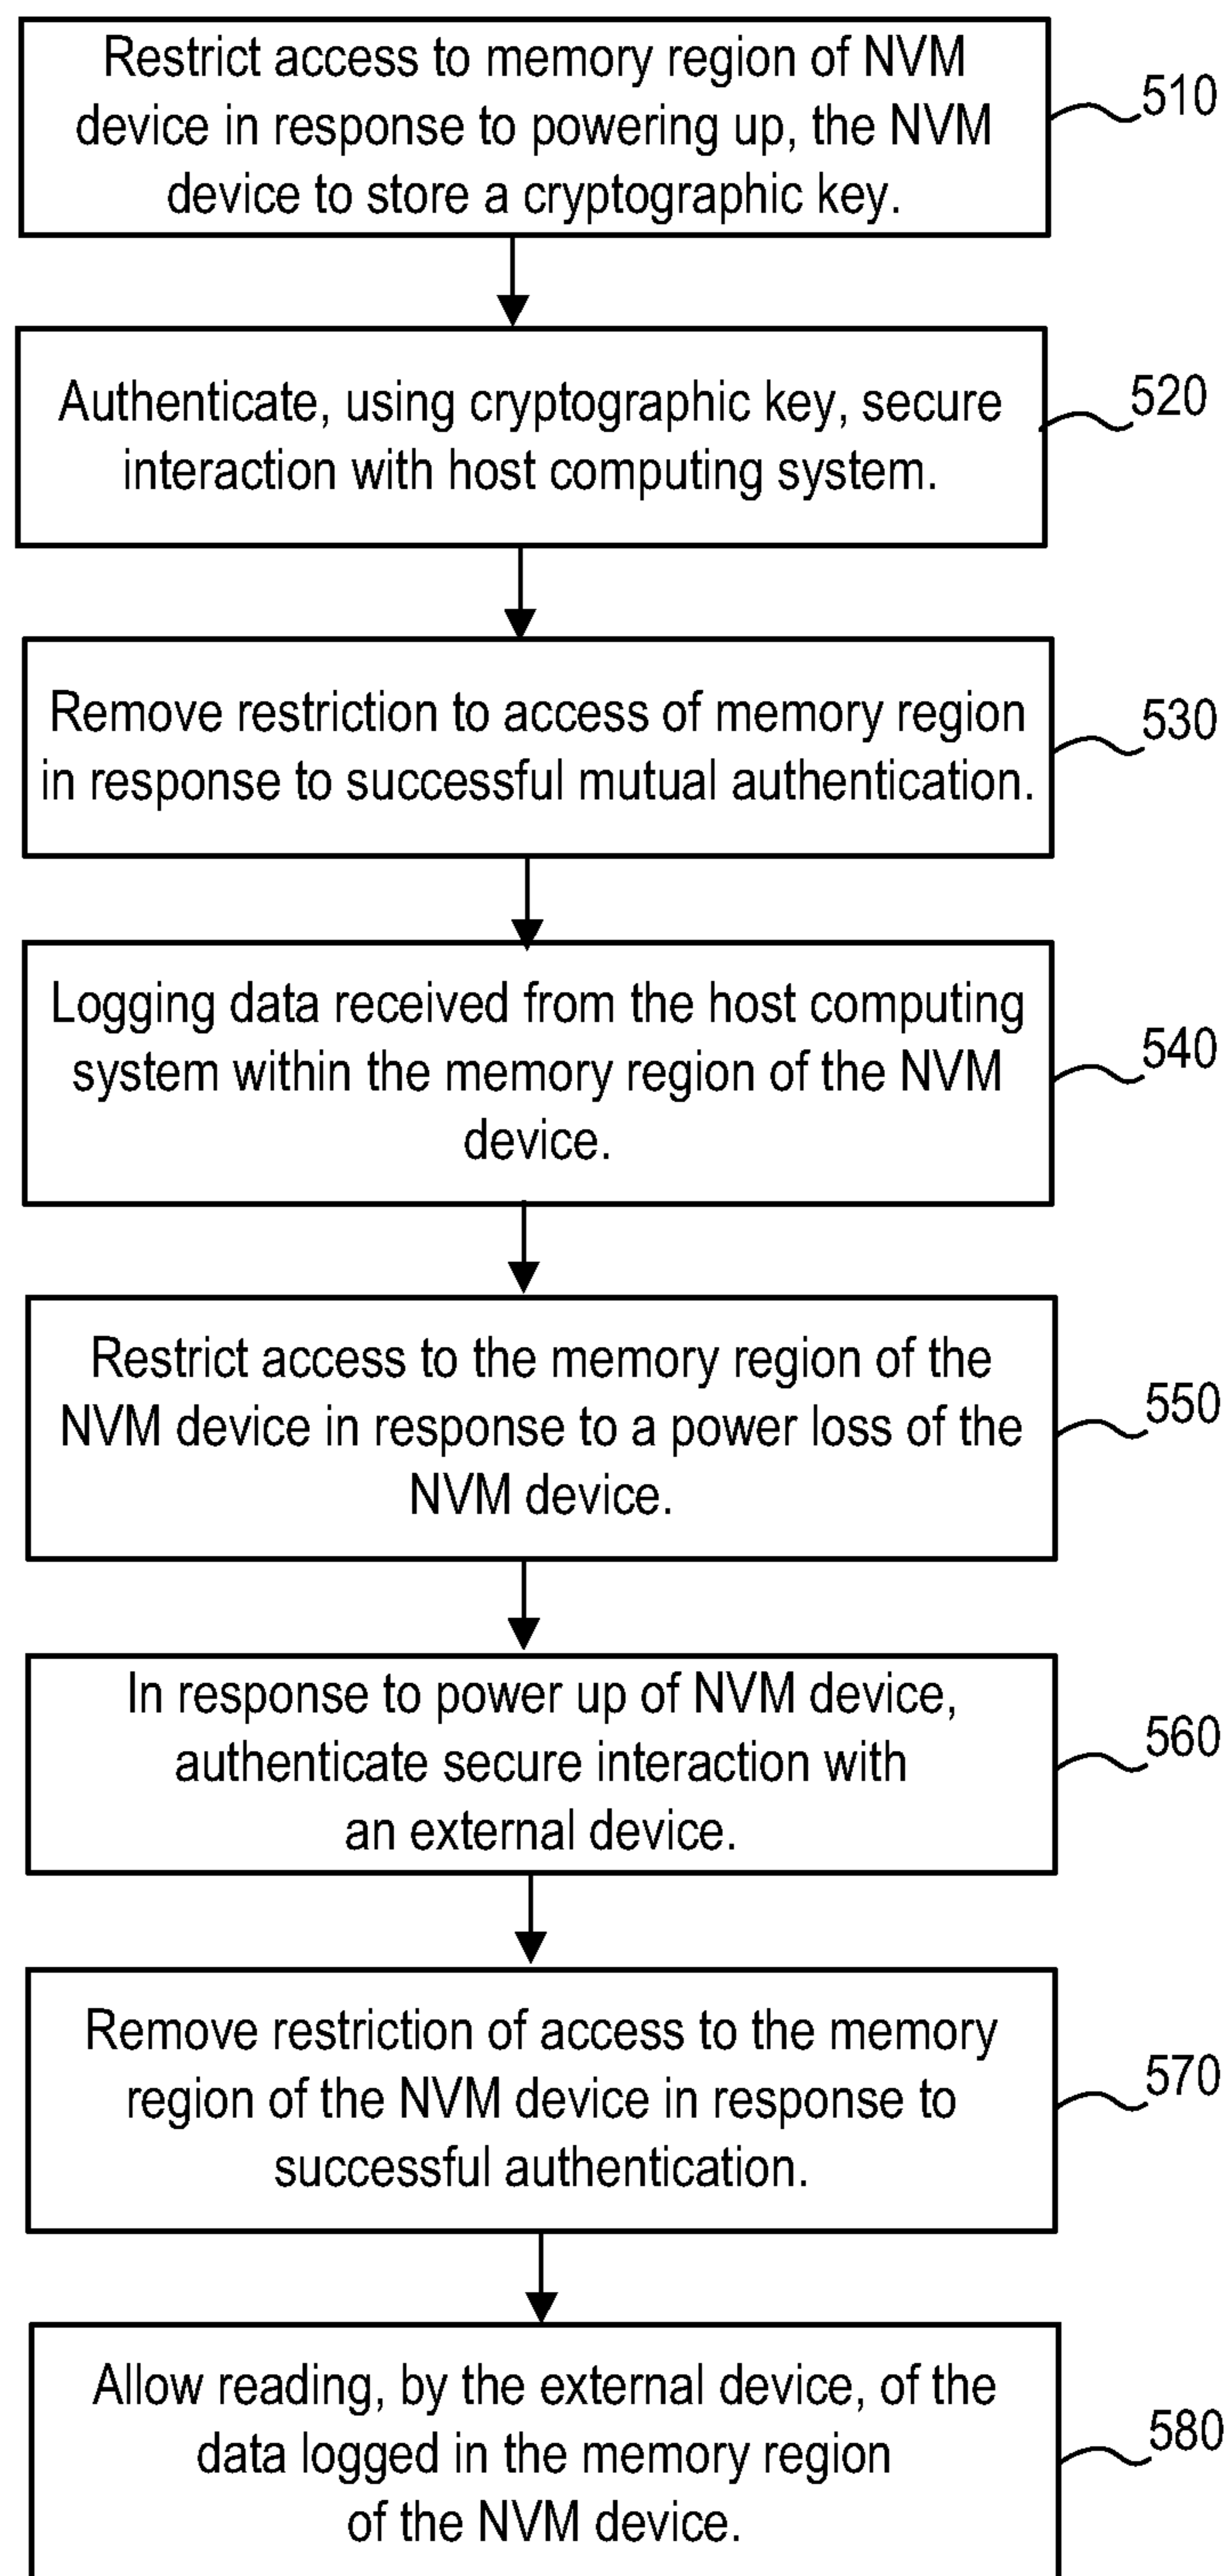 Restrict access to memory region of NVM
device in response to powering up, the NVM
device to store a cryptographic key.
510
Authenticate, using cryptographic key, secure
interaction with host computing system.
520
Remove restriction to access of memory region
in response to successful mutual authentication.
530
Logging data received from the host computing
system within the memory region of the NVM
device.
540
Restrict access to the memory region of the
NVM device in response to a power loss of the
NVM device.
550
In response to power up of NVM device,
authenticate secure interaction with
an external device.
560
Remove restriction of access to the memory
region of the NVM device in response to
successful authentication.
570
Allow reading, by the external device, of the
data logged in the memory region
of the NVM device.
580